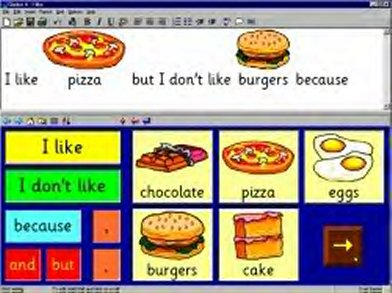 I like pizza but I don't like burgers because
I like
I don't like
because ,
and but .
chocolate pizza eggs
burgers cake